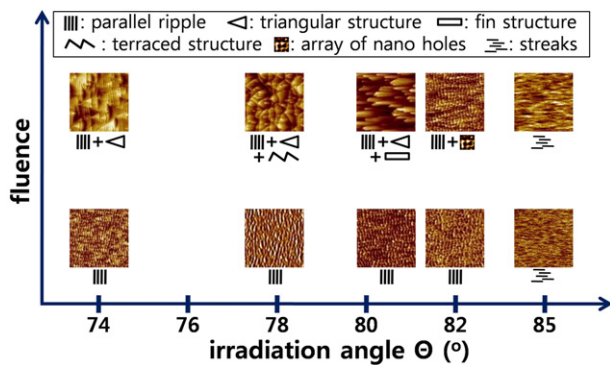 : parallel ripple : triangular structure : fin structure
: terraced structure : array of nano holes : streaks
fluence
+
+
+
+
+
+
74 76 78 80 82 85
irradiation angle Θ (º)